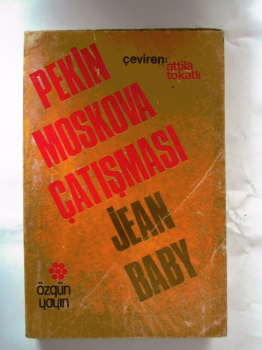 çeviren:
attila
tokatlı
PEKİN
MOSKOVA
ÇATIŞMASI
JEAN
BABY
özgün
yayın